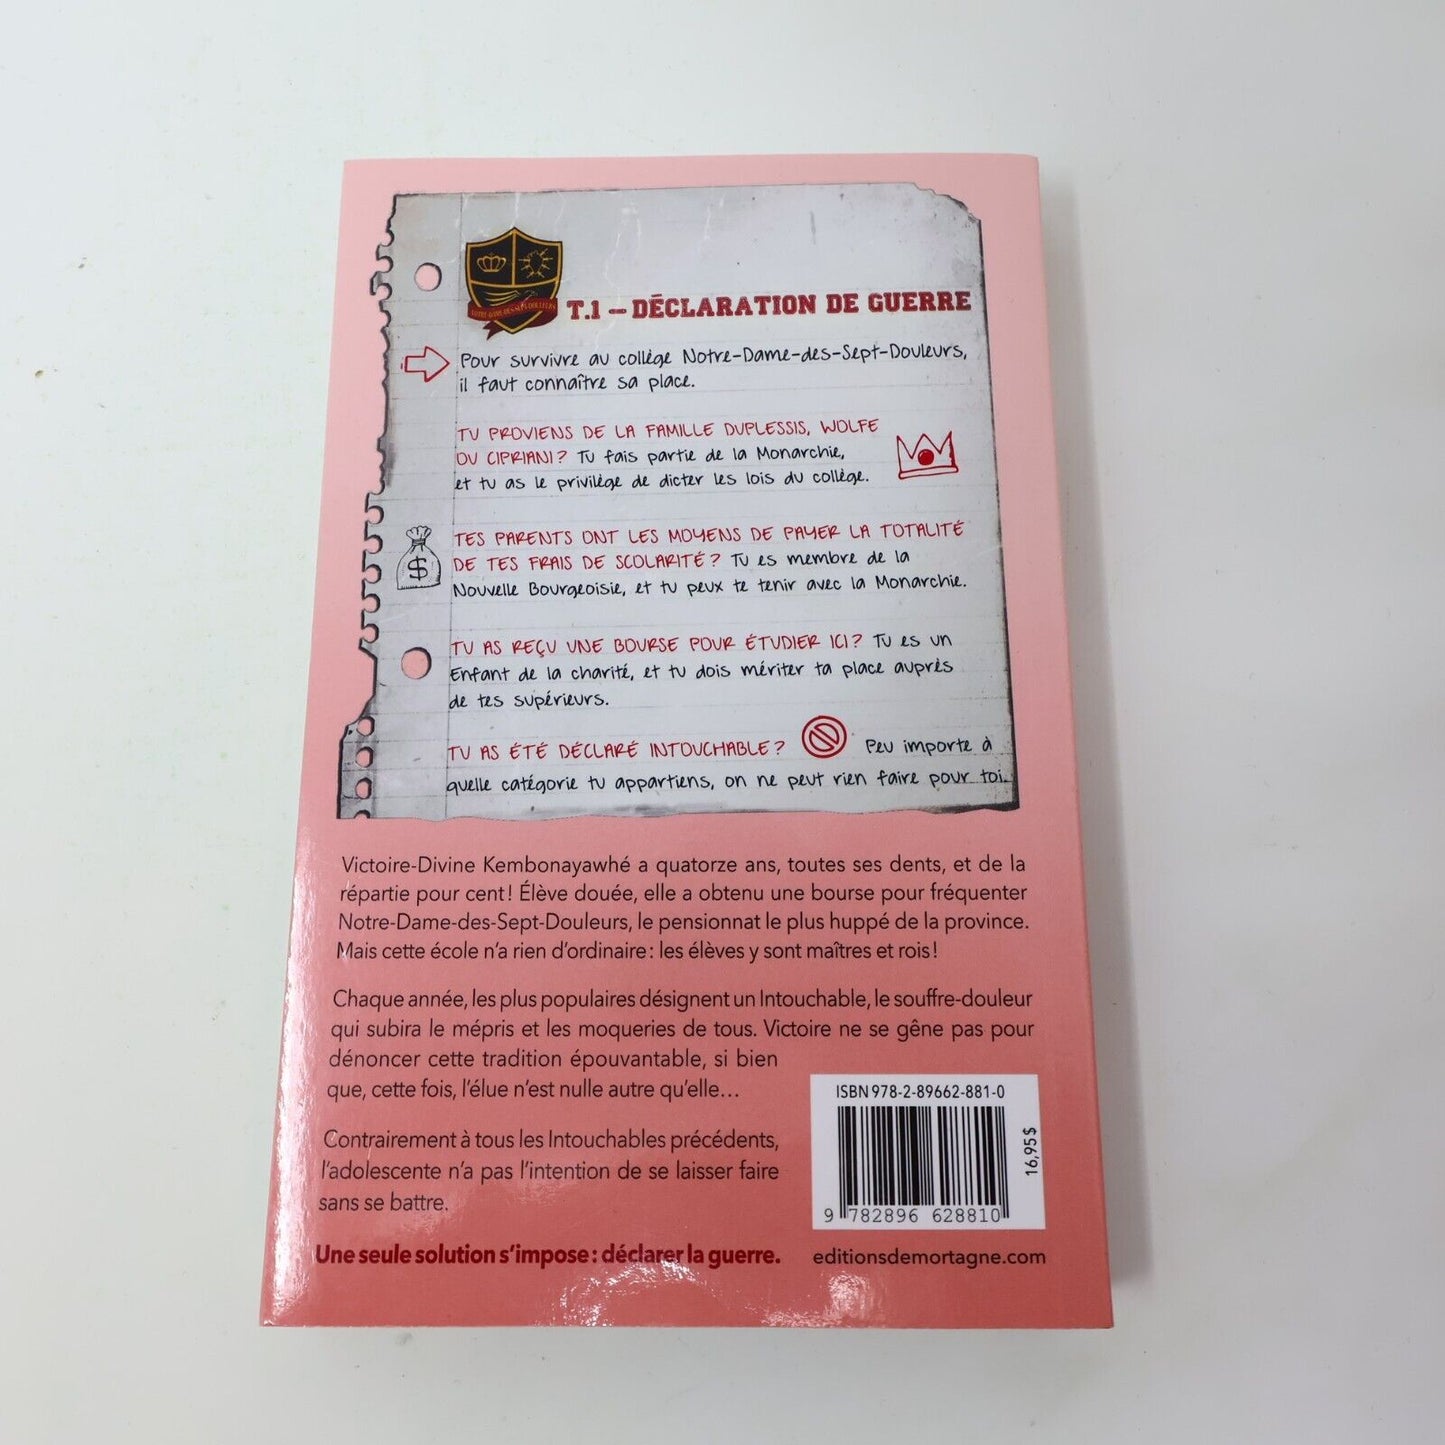 NOTRE-DAME-DES-SEPT-DOULEURS
T.1 – DÉCLARATION DE GUERRE
Pour survivre au collège Notre-Dame-des-Sept-Douleurs,
il faut connaître sa place.
TU PROVIENS DE LA FAMILLE DUPLESSIS, WOLFE
OU CIPRIANI? Tu fais partie de la Monarchie,
et tu as le privilège de dicter les lois du collège.
$
TES PARENTS ONT LES MOYENS DE PAYER LA TOTALITÉ
DE TES FRAIS DE SCOLARITÉ? Tu es membre de la
Nouvelle Bourgeoisie, et tu peux te tenir avec la Monarchie.
TU AS REÇU UNE BOURSE POUR ÉTUDIER ICI? Tu es un
Enfant de la charité, et tu dois mériter ta place auprès
de tes supérieurs.
TU AS ÉTÉ DÉCLARÉ INTOUCHABLE? Peu importe à
quelle catégorie tu appartiens, on ne peut rien faire pour toi.
Victoire-Divine Kembonayawhé a quatorze ans, toutes ses dents, et de la
répartie pour cent! Élève douée, elle a obtenu une bourse pour fréquenter
Notre-Dame-des-Sept-Douleurs, le pensionnat le plus huppé de la province.
Mais cette école n'a rien d'ordinaire: les élèves y sont maîtres et rois!
Chaque année, les plus populaires désignent un Intouchable, le souffre-douleur
qui subira le mépris et les moqueries de tous. Victoire ne se gêne pas pour
dénoncer cette tradition épouvantable, si bien
que, cette fois, l'élue n'est nulle autre qu'elle…
Contrairement à tous les Intouchables précédents,
l'adolescente n'a pas l'intention de se laisser faire
sans se battre.
Une seule solution s'impose: déclarer la guerre.
ISBN 978-2-89662-881-0
9 782896 628810
16,95$
editionsdemortagne.com